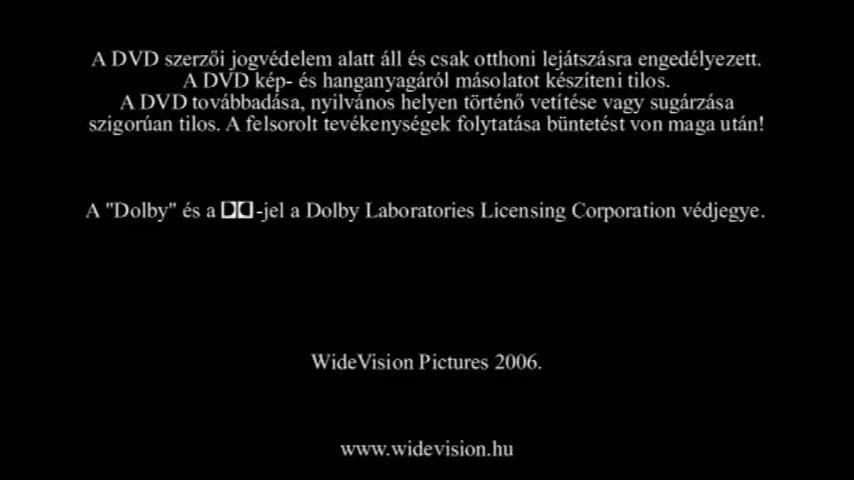 A DVD szerzői jogvédelem alatt áll és csak otthoni lejátszásra engedélyezett.
A DVD kép- és hanganyagáról másolatot készíteni tilos.
A DVD továbbadása, nyilvános helyen történő vetítése vagy sugárzása
szigorúan tilos. A felsorolt tevékenységek folytatása büntetést von maga után!
A "Dolby" és a -jel a Dolby Laboratories Licensing Corporation védjegye.
WideVision Pictures 2006.
www.widevision.hu